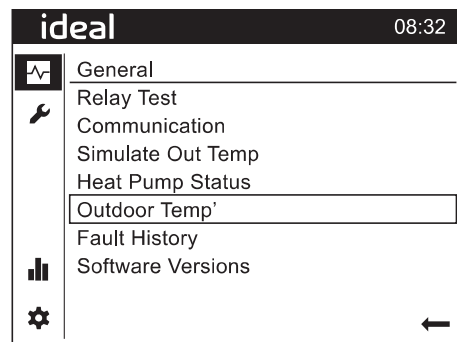 ideal 08:32
General
Relay Test
Communication
Simulate Out Temp
Heat Pump Status
Outdoor Temp'
Fault History
Software Versions